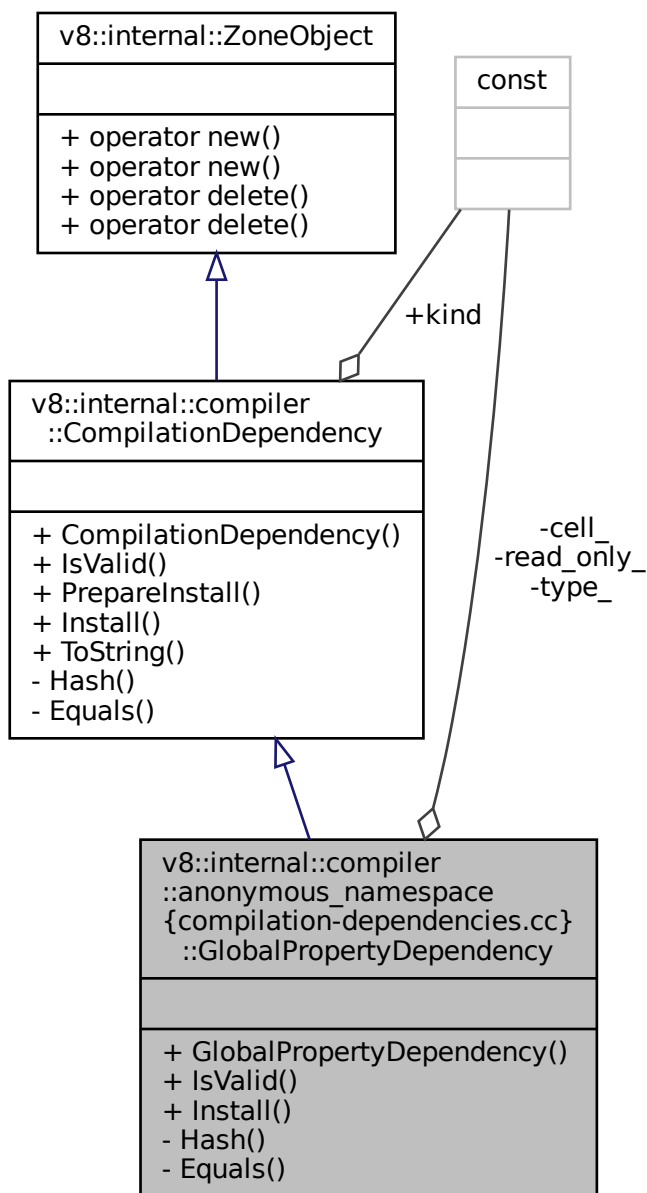 v8::internal::ZoneObject
+ operator new()
+ operator new()
+ operator delete()
+ operator delete()
const
+kind
v8::internal::compiler
::CompilationDependency
+ CompilationDependency()
+ IsValid()
+ PrepareInstall()
+ Install()
+ ToString()
- Hash()
- Equals()
-cell_
-read_only_
-type_
v8::internal::compiler
::anonymous_namespace
{compilation-dependencies.cc}
::GlobalPropertyDependency
+ GlobalPropertyDependency()
+ IsValid()
+ Install()
- Hash()
- Equals()